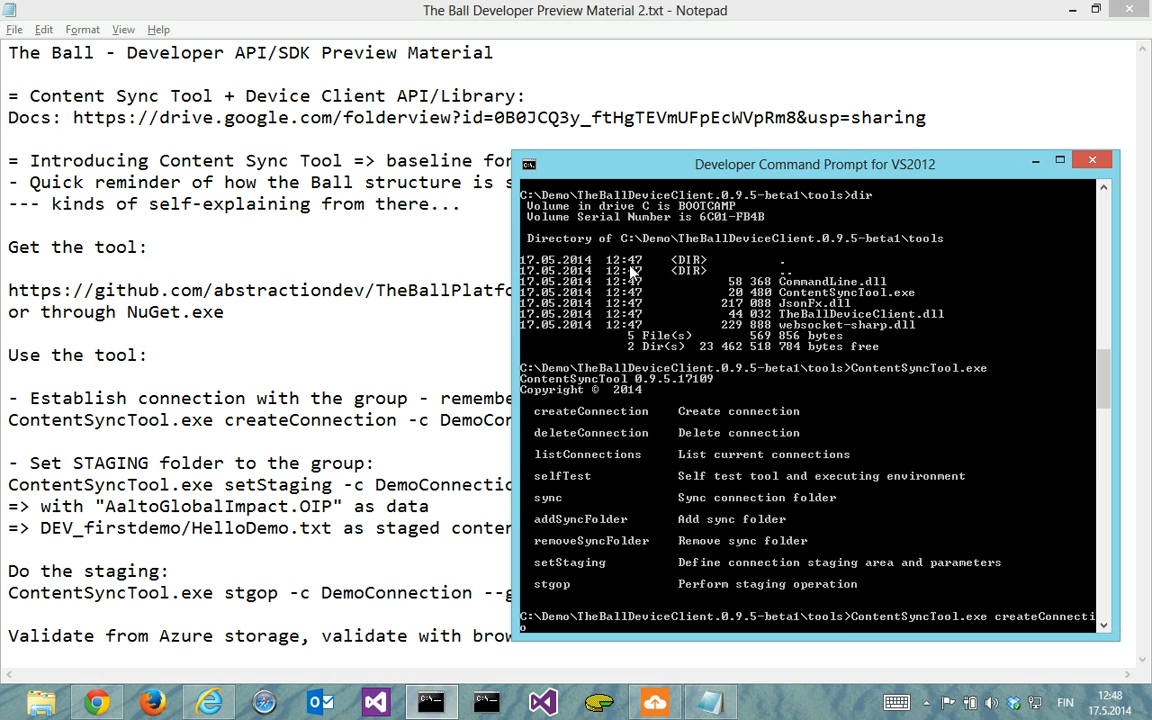 The Ball Developer Preview Material 2.txt - Notepad
File Edit Format View Help
The Ball - Developer API/SDK Preview Material
= Content Sync Tool + Device Client API/Library:
Docs: https://drive.google.com/folderview?id=0B0JCQ3y_ftHgTEVmUFpEcWVpRm8&usp=sharing
= Introducing Content Sync Tool => baseline for
- Quick reminder of how the Ball structure is s
--- kinds of self-explaining from there...
Get the tool:
https://github.com/abstractiondev/TheBallPlatfo
or through NuGet.exe
Use the tool:
- Establish connection with the group - remembe
ContentSyncTool.exe createConnection -c DemoCon
- Set STAGING folder to the group:
ContentSyncTool.exe setStaging -c DemoConnectio
=> with "AaltoGlobalImpact.OIP" as data
=> DEV_firstdemo/HelloDemo.txt as staged conten
Do the staging:
ContentSyncTool.exe stgop -c DemoConnection --g
Validate from Azure storage, validate with brow
Developer Command Prompt for VS2012
C:\Demo\TheBallDeviceClient.0.9.5-beta1\tools>dir
Volume in drive C is BOOTCAMP
Volume Serial Number is 6C01-FB4B
Directory of C:\Demo\TheBallDeviceClient.0.9.5-beta1\tools
17.05.2014 12:47 <DIR> .
17.05.2014 12:47 <DIR> ..
17.05.2014 12:47 58 368 CommandLine.dll
17.05.2014 12:47 20 480 ContentSyncTool.exe
17.05.2014 12:47 217 088 JsonFx.dll
17.05.2014 12:47 44 032 TheBallDeviceClient.dll
17.05.2014 12:47 229 888 websocket-sharp.dll
5 File(s) 569 856 bytes
2 Dir(s) 23 462 518 784 bytes free
C:\Demo\TheBallDeviceClient.0.9.5-beta1\tools>ContentSyncTool.exe
ContentSyncTool 0.9.5.17109
Copyright © 2014
createConnection Create connection
deleteConnection Delete connection
listConnections List current connections
selfTest Self test tool and executing environment
sync Sync connection folder
addSyncFolder Add sync folder
removeSyncFolder Remove sync folder
setStaging Define connection staging area and parameters
stgop Perform staging operation
C:\Demo\TheBallDeviceClient.0.9.5-beta1\tools>ContentSyncTool.exe createConnecti
o
FIN
12:48
17.5.2014